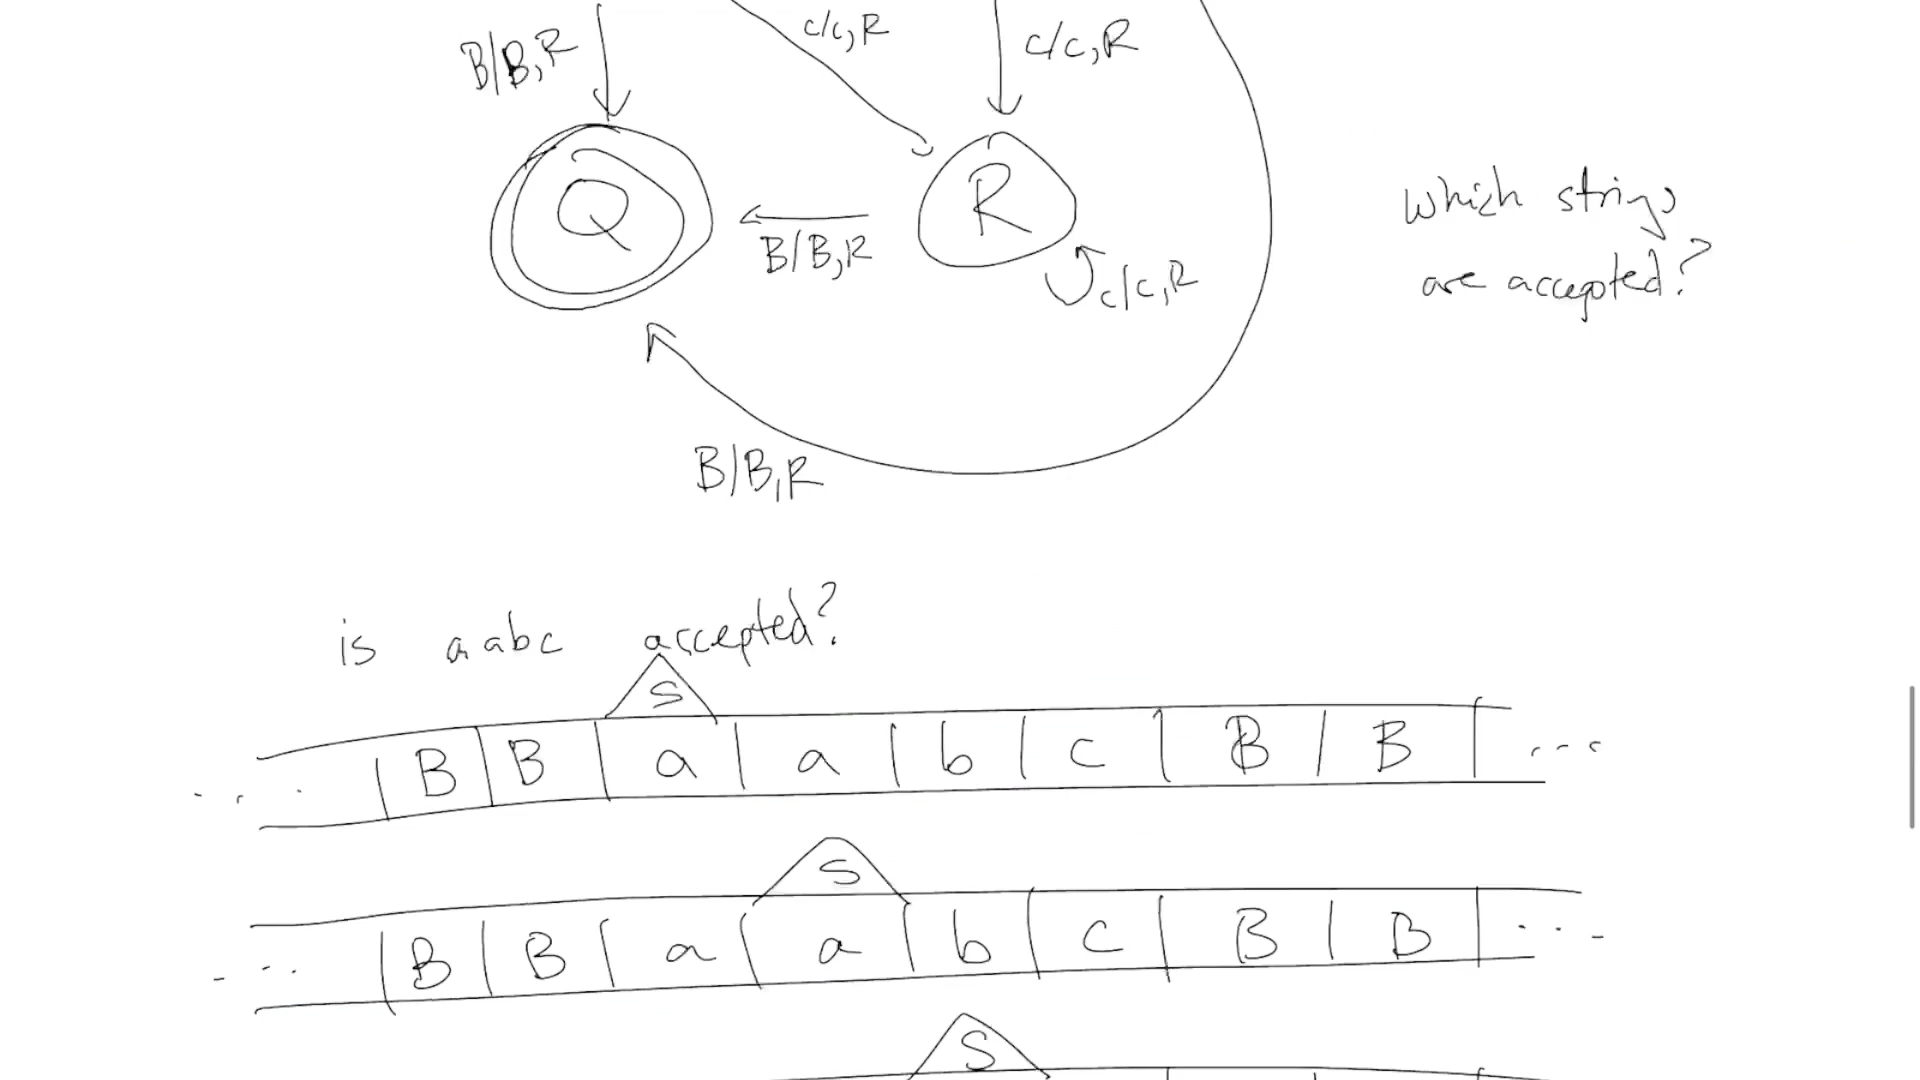 B/B,R
c/c,R
c/c,R
Q
B/B,R
R
c/c,R
which strings
are accepted?
B/B,R
is aabc accepted?
S
... B B a a b c B B ...
S
... B B a a b c B B ...
S